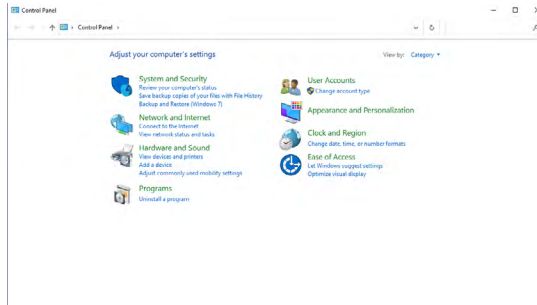 Control Panel
Control Panel
Adjust your computer's settings
View by: Category
System and Security
Review your computer's status
Save backup copies of your files with File History
Backup and Restore (Windows 7)
Network and Internet
Connect to the Internet
View network status and tasks
Hardware and Sound
View devices and printers
Add a device
Adjust commonly used mobility settings
Programs
Uninstall a program
User Accounts
Change account type
Appearance and Personalization
Clock and Region
Change date, time, or number formats
Ease of Access
Let Windows suggest settings
Optimize visual display